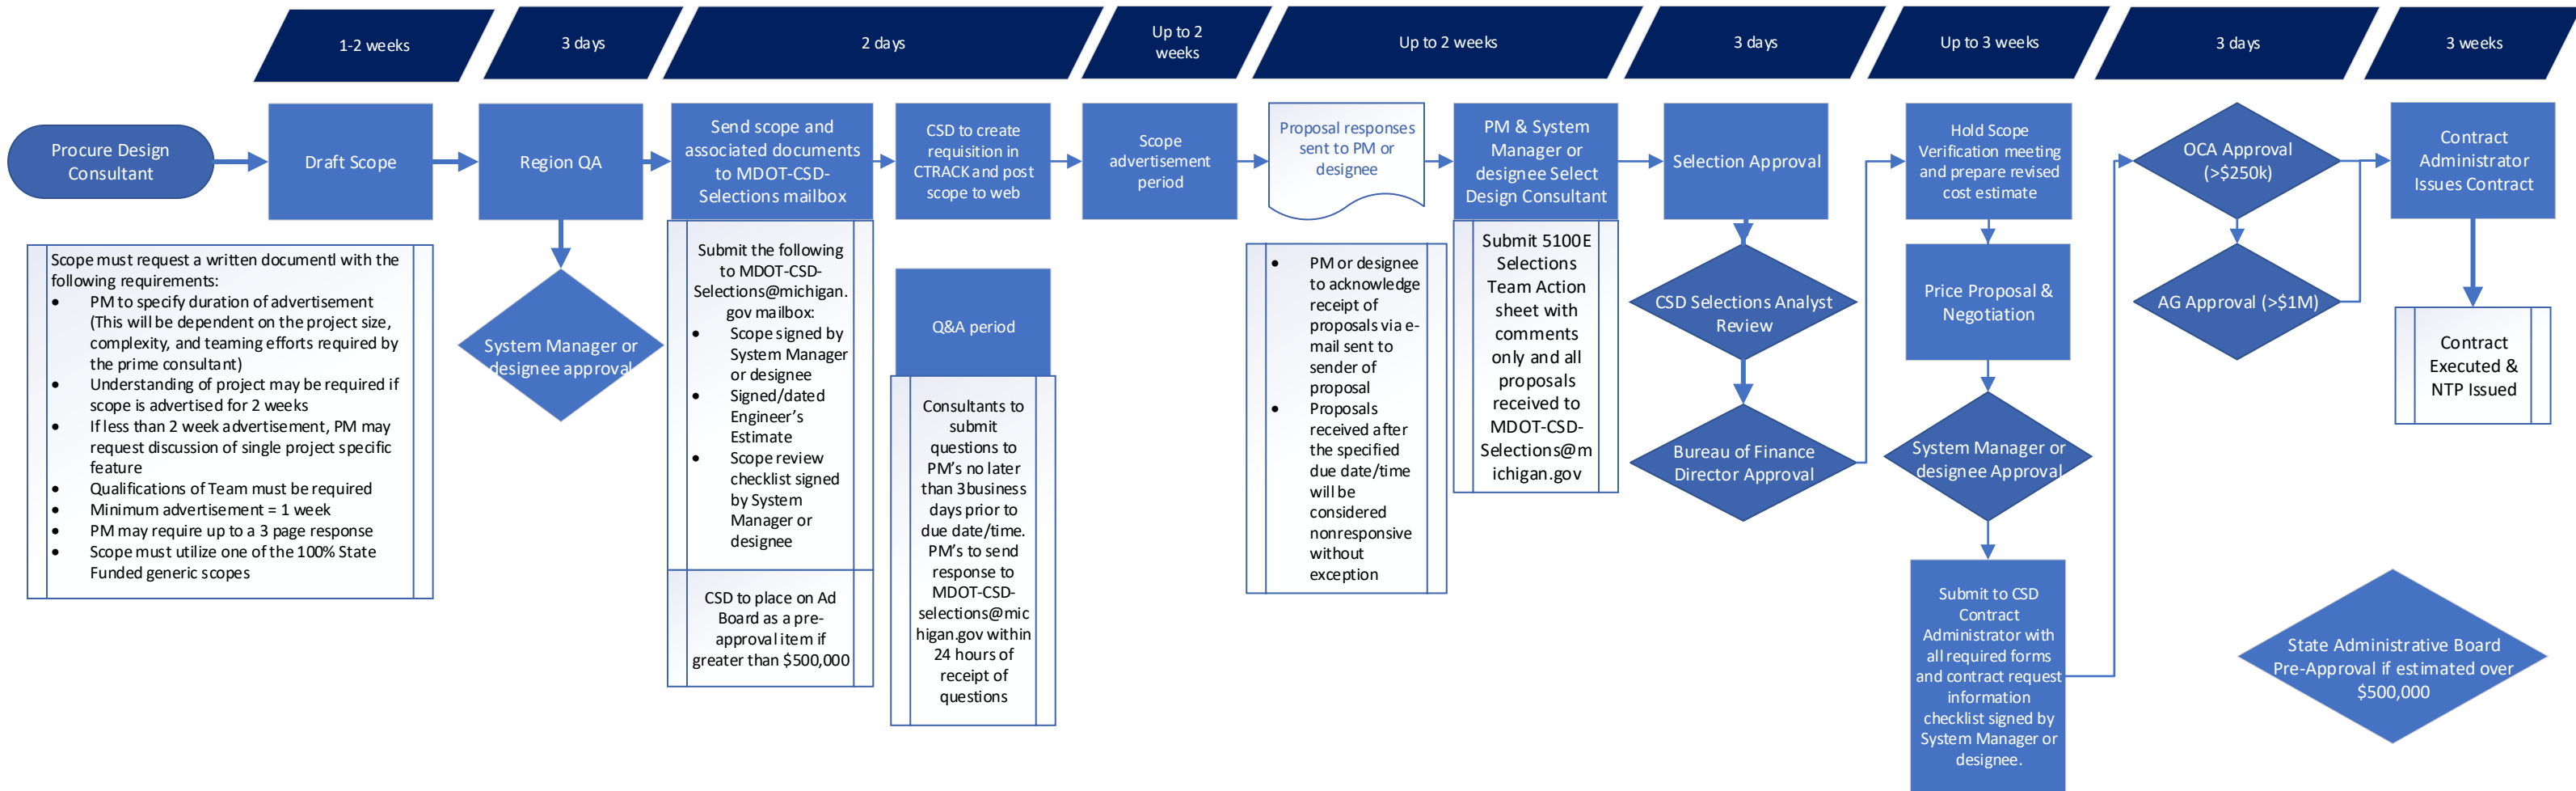 1-2 weeks
3 days
2 days
Up to 2
weeks
Up to 2 weeks
3 days
Up to 3 weeks
3 days
3 weeks
Procure Design
Consultant
Draft Scope
Region QA
Send scope and
associated documents
to MDOT-CSD-
Selections mailbox
CSD to create
requisition in
CTRACK and post
scope to web
Scope
advertisement
period
Proposal responses
sent to PM or
designee
PM & System
Manager or
designee Select
Design Consultant
Selection Approval
Hold Scope
Verification meeting
and prepare revised
cost estimate
OCA Approval
(>$250k)
Contract
Administrator
Issues Contract
Scope must request a written documentl with the
following requirements:
• PM to specify duration of advertisement
(This will be dependent on the project size,
complexity, and teaming efforts required by
the prime consultant)
• Understanding of project may be required if
scope is advertised for 2 weeks
• If less than 2 week advertisement, PM may
request discussion of single project specific
feature
• Qualifications of Team must be required
• Minimum advertisement = 1 week
• PM may require up to a 3 page response
• Scope must utilize one of the 100% State
Funded generic scopes
System Manager or
designee approval
Submit the following
to MDOT-CSD-
Selections@michigan.
gov mailbox:
• Scope signed by
System Manager
or designee
• Signed/dated
Engineer's
Estimate
• Scope review
checklist signed
by System
Manager or
designee
CSD to place on Ad
Board as a pre-
approval item if
greater than $500,000
Q&A period
Consultants to
submit
questions to
PM's no later
than 3business
days prior to
due date/time.
PM's to send
response to
MDOT-CSD-
selections@mic
higan.gov within
24 hours of
receipt of
questions
• PM or designee
to acknowledge
receipt of
proposals via e-
mail sent to
sender of
proposal
• Proposals
received after
the specified
due date/time
will be
considered
nonresponsive
without
exception
Submit 5100E
Selections
Team Action
sheet with
comments
only and all
proposals
received to
MDOT-CSD-
Selections@m
ichigan.gov
CSD Selections Analyst
Review
Bureau of Finance
Director Approval
Price Proposal &
Negotiation
System Manager or
designee Approval
Submit to CSD
Contract
Administrator with
all required forms
and contract request
information
checklist signed by
System Manager or
designee.
AG Approval (>$1M)
Contract
Executed &
NTP Issued
State Administrative Board
Pre-Approval if estimated over
$500,000